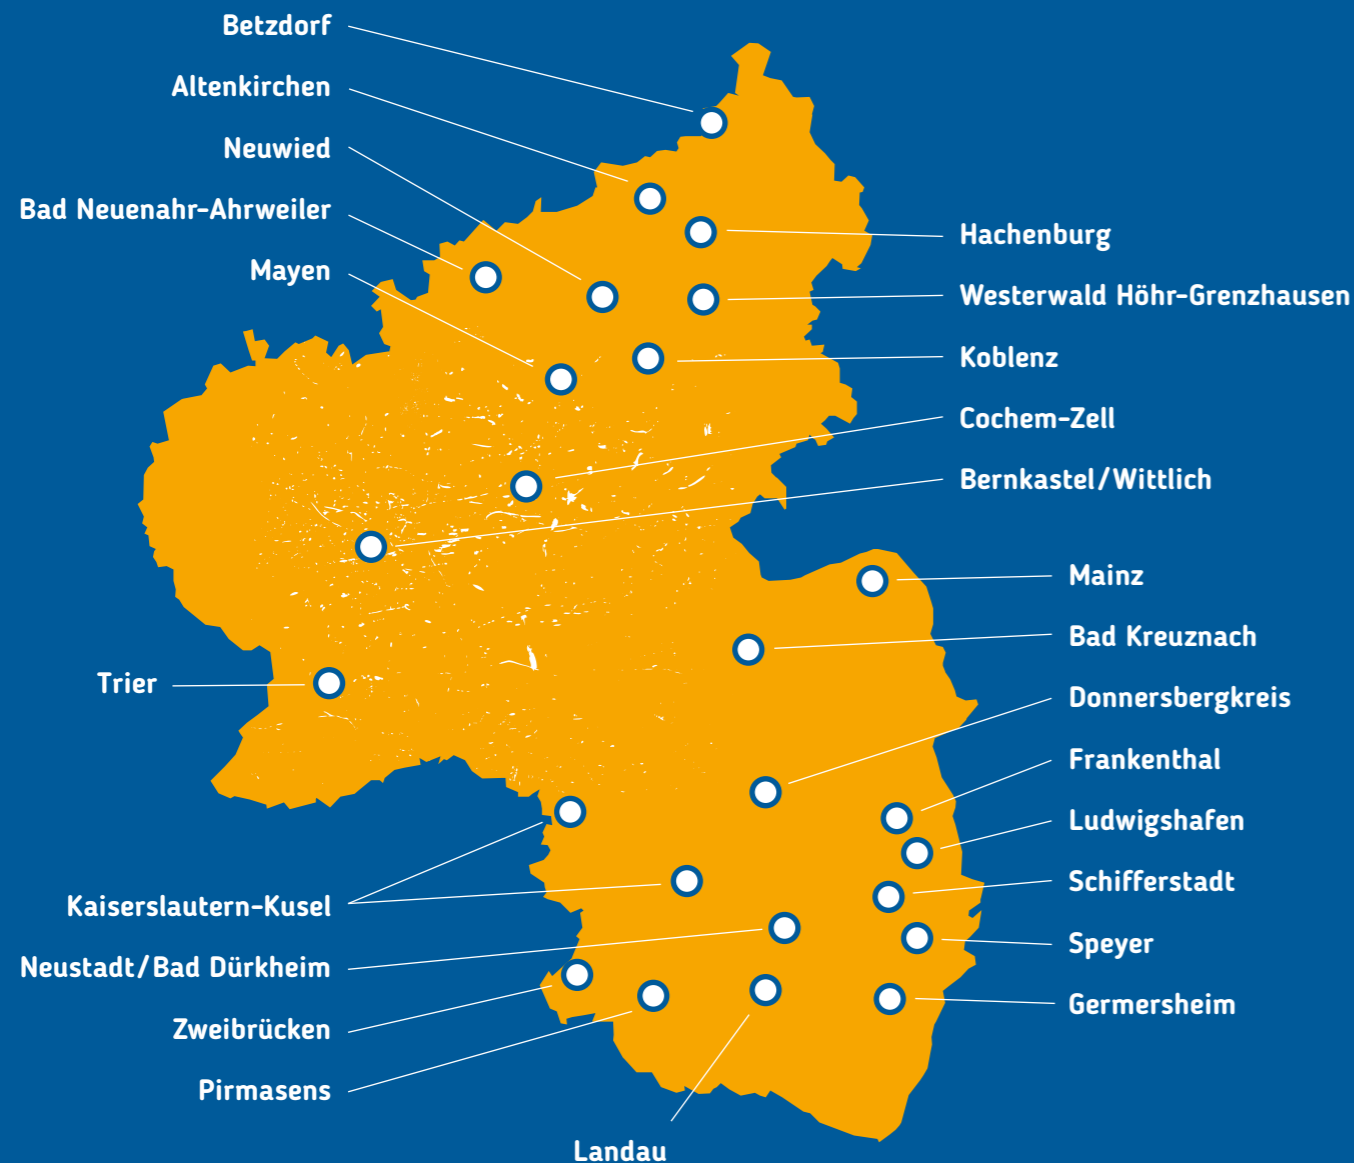 Betzdorf
Altenkirchen
Neuwied
Bad Neuenahr-Ahrweiler
Mayen
Hachenburg
Westerwald Höhr-Grenzhausen
Koblenz
Cochem-Zell
Bernkastel/Wittlich
Mainz
Bad Kreuznach
Trier
Donnersbergkreis
Frankenthal
Ludwigshafen
Schifferstadt
Speyer
Germersheim
Kaiserslautern-Kusel
Neustadt/Bad Dürkheim
Zweibrücken
Pirmasens
Landau